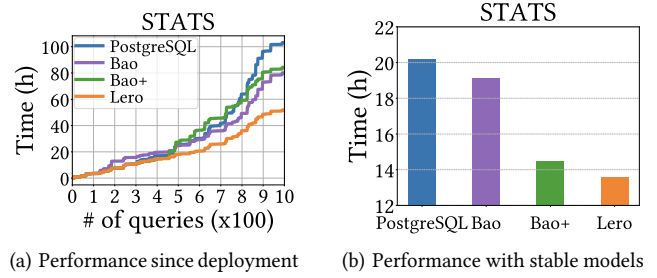 STATS
Time (h)
100
80
60
40
20
0
PostgreSQL
Bao
Bao+
Lero
0 1 2 3 4 5 6 7 8 9 10
# of queries (x100)
(a) Performance since deployment
STATS
Time (h)
22
20
18
16
14
12
PostgreSQL Bao Bao+ Lero
(b) Performance with stable models